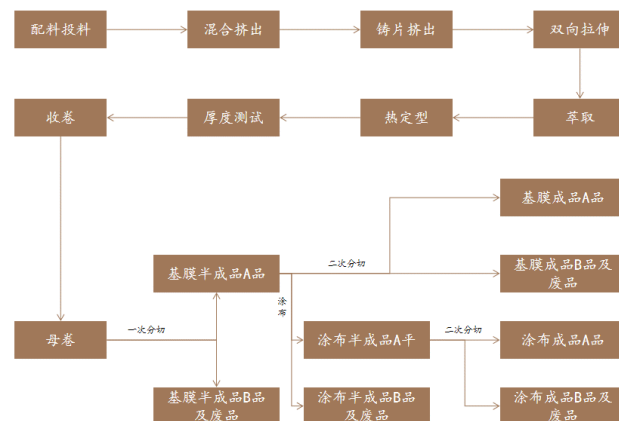 配料投料
混合挤出
铸片挤出
双向拉伸
收卷
厚度测试
热定型
萃取
基膜成品A品
基膜半成品A品
二次分切
基膜成品B品及
废品
涂布
母卷
一次分切
涂布半成品A平
二次分切
涂布成品A品
基膜半成品B品
及废品
涂布半成品B品
及废品
涂布成品B品及
废品